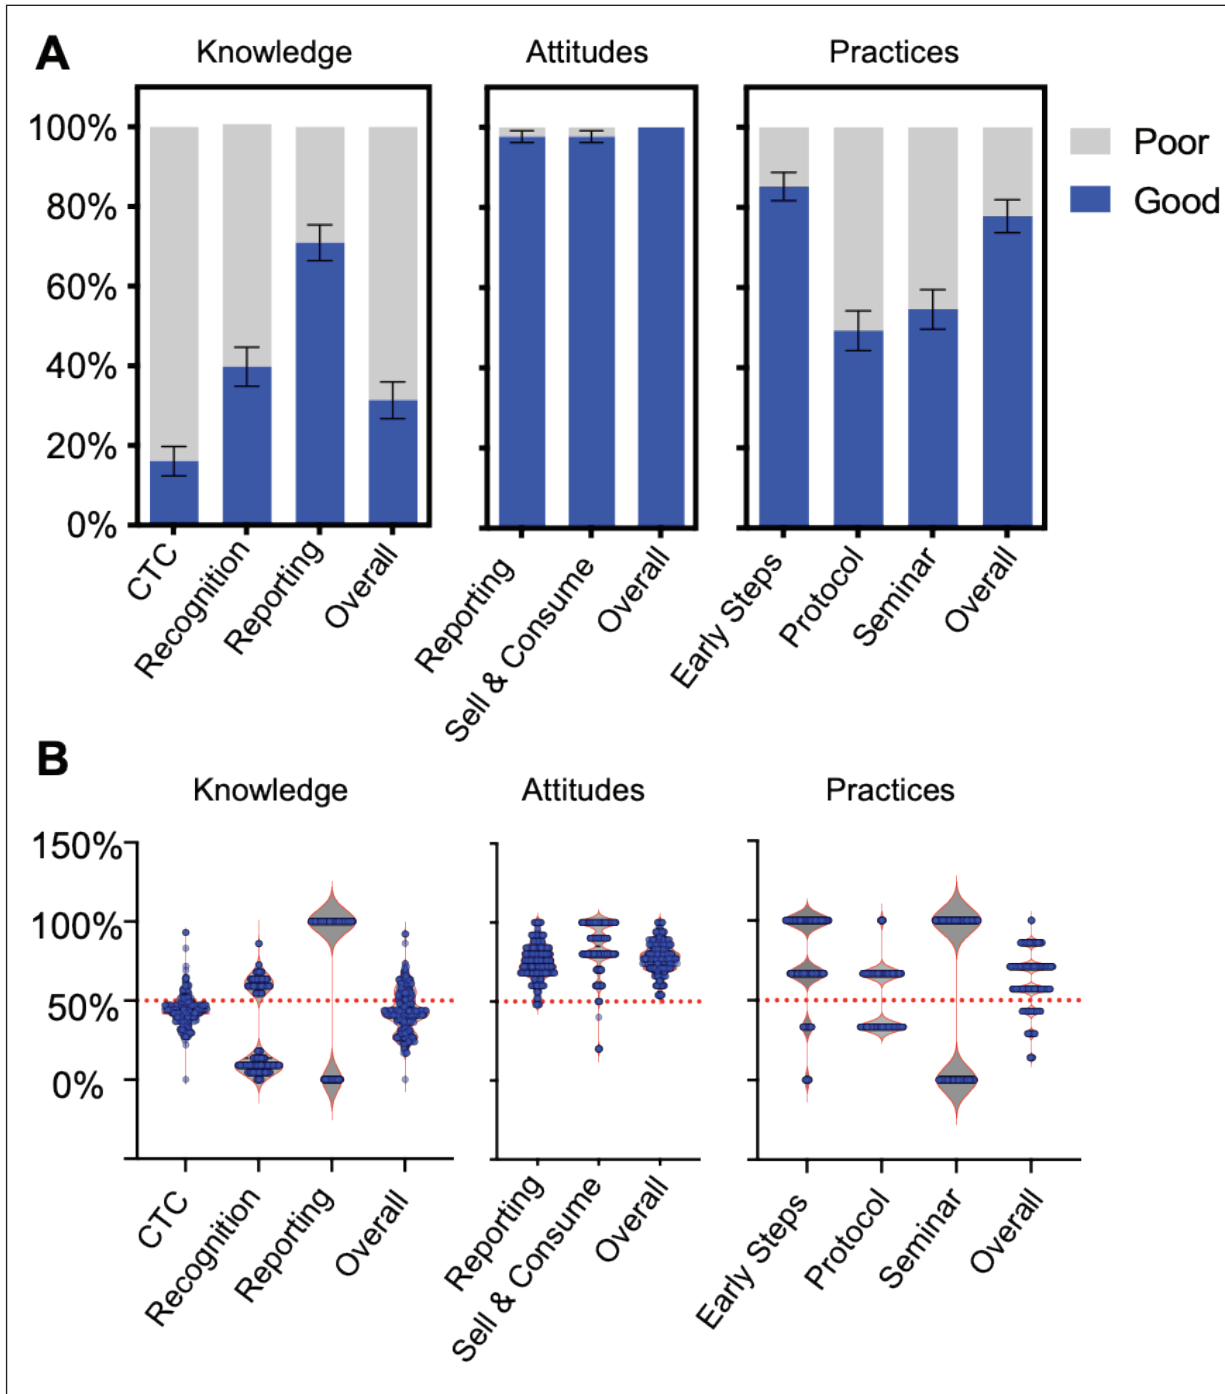 A
Knowledge
Attitudes
Practices
100%
80%
60%
40%
20%
0%
Poor
Good
CTC
Recognition
Reporting
Overall
Reporting
Sell & Consume
Overall
Early Steps
Protocol
Seminar
Overall
B
Knowledge
Attitudes
Practices
150%
100%
50%
0%
CTC
Recognition
Reporting
Overall
Reporting
Sell & Consume
Overall
Early Steps
Protocol
Seminar
Overall